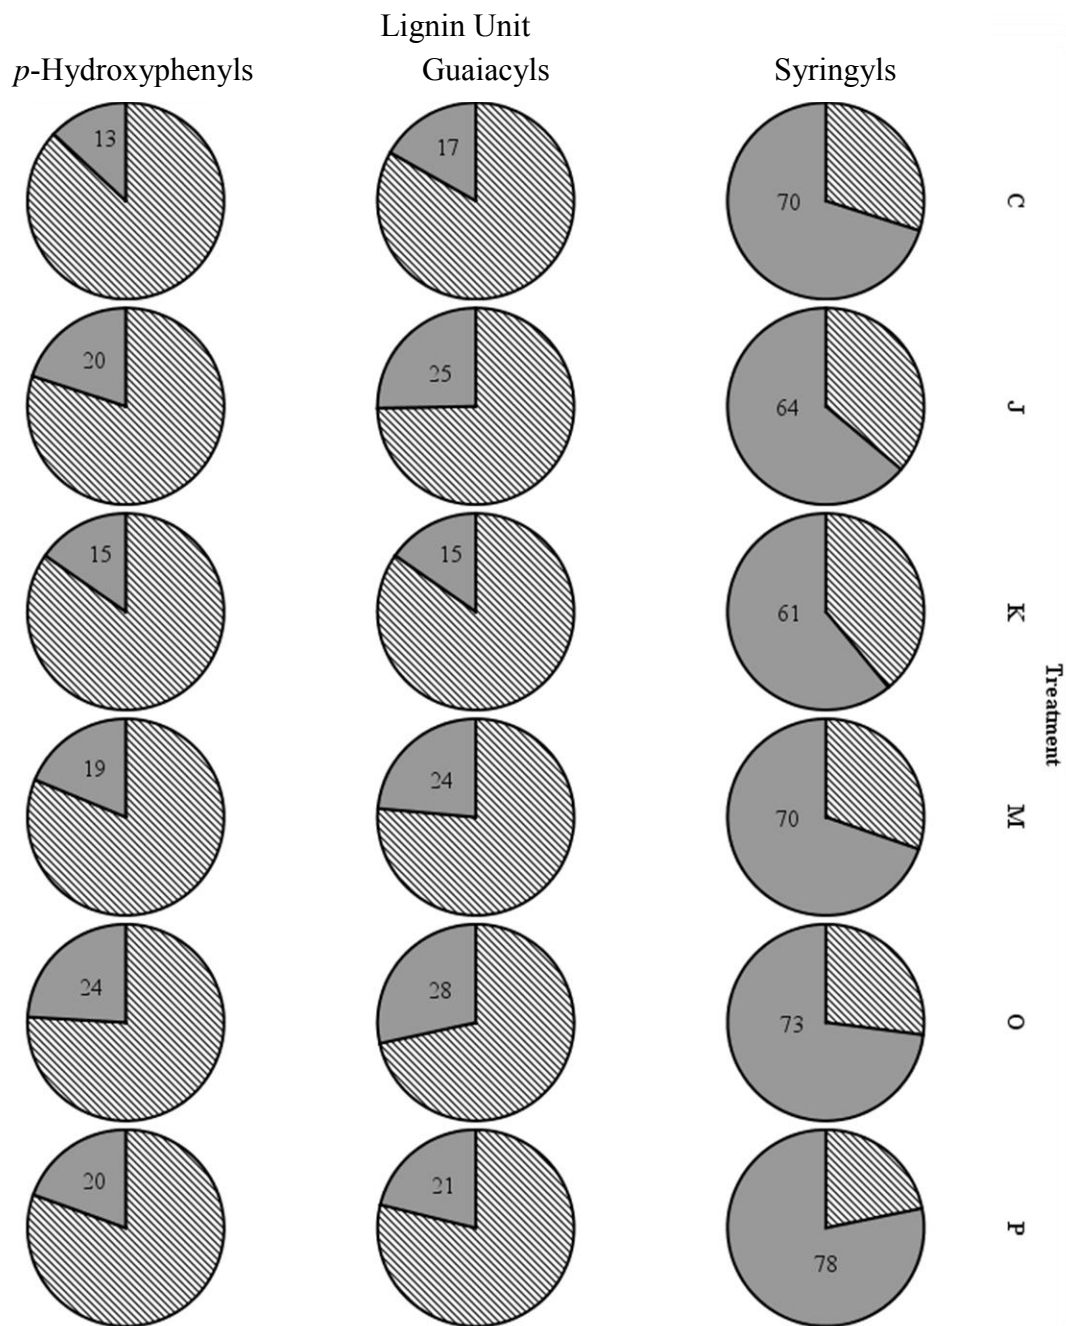 Lignin Unit
p-Hydroxyphenyls Guaiacyls Syringyls
13 17 70 C
20 25 64 J
15 15 61 K
Treatment
19 24 70 M
24 28 73 O
20 21 78 P